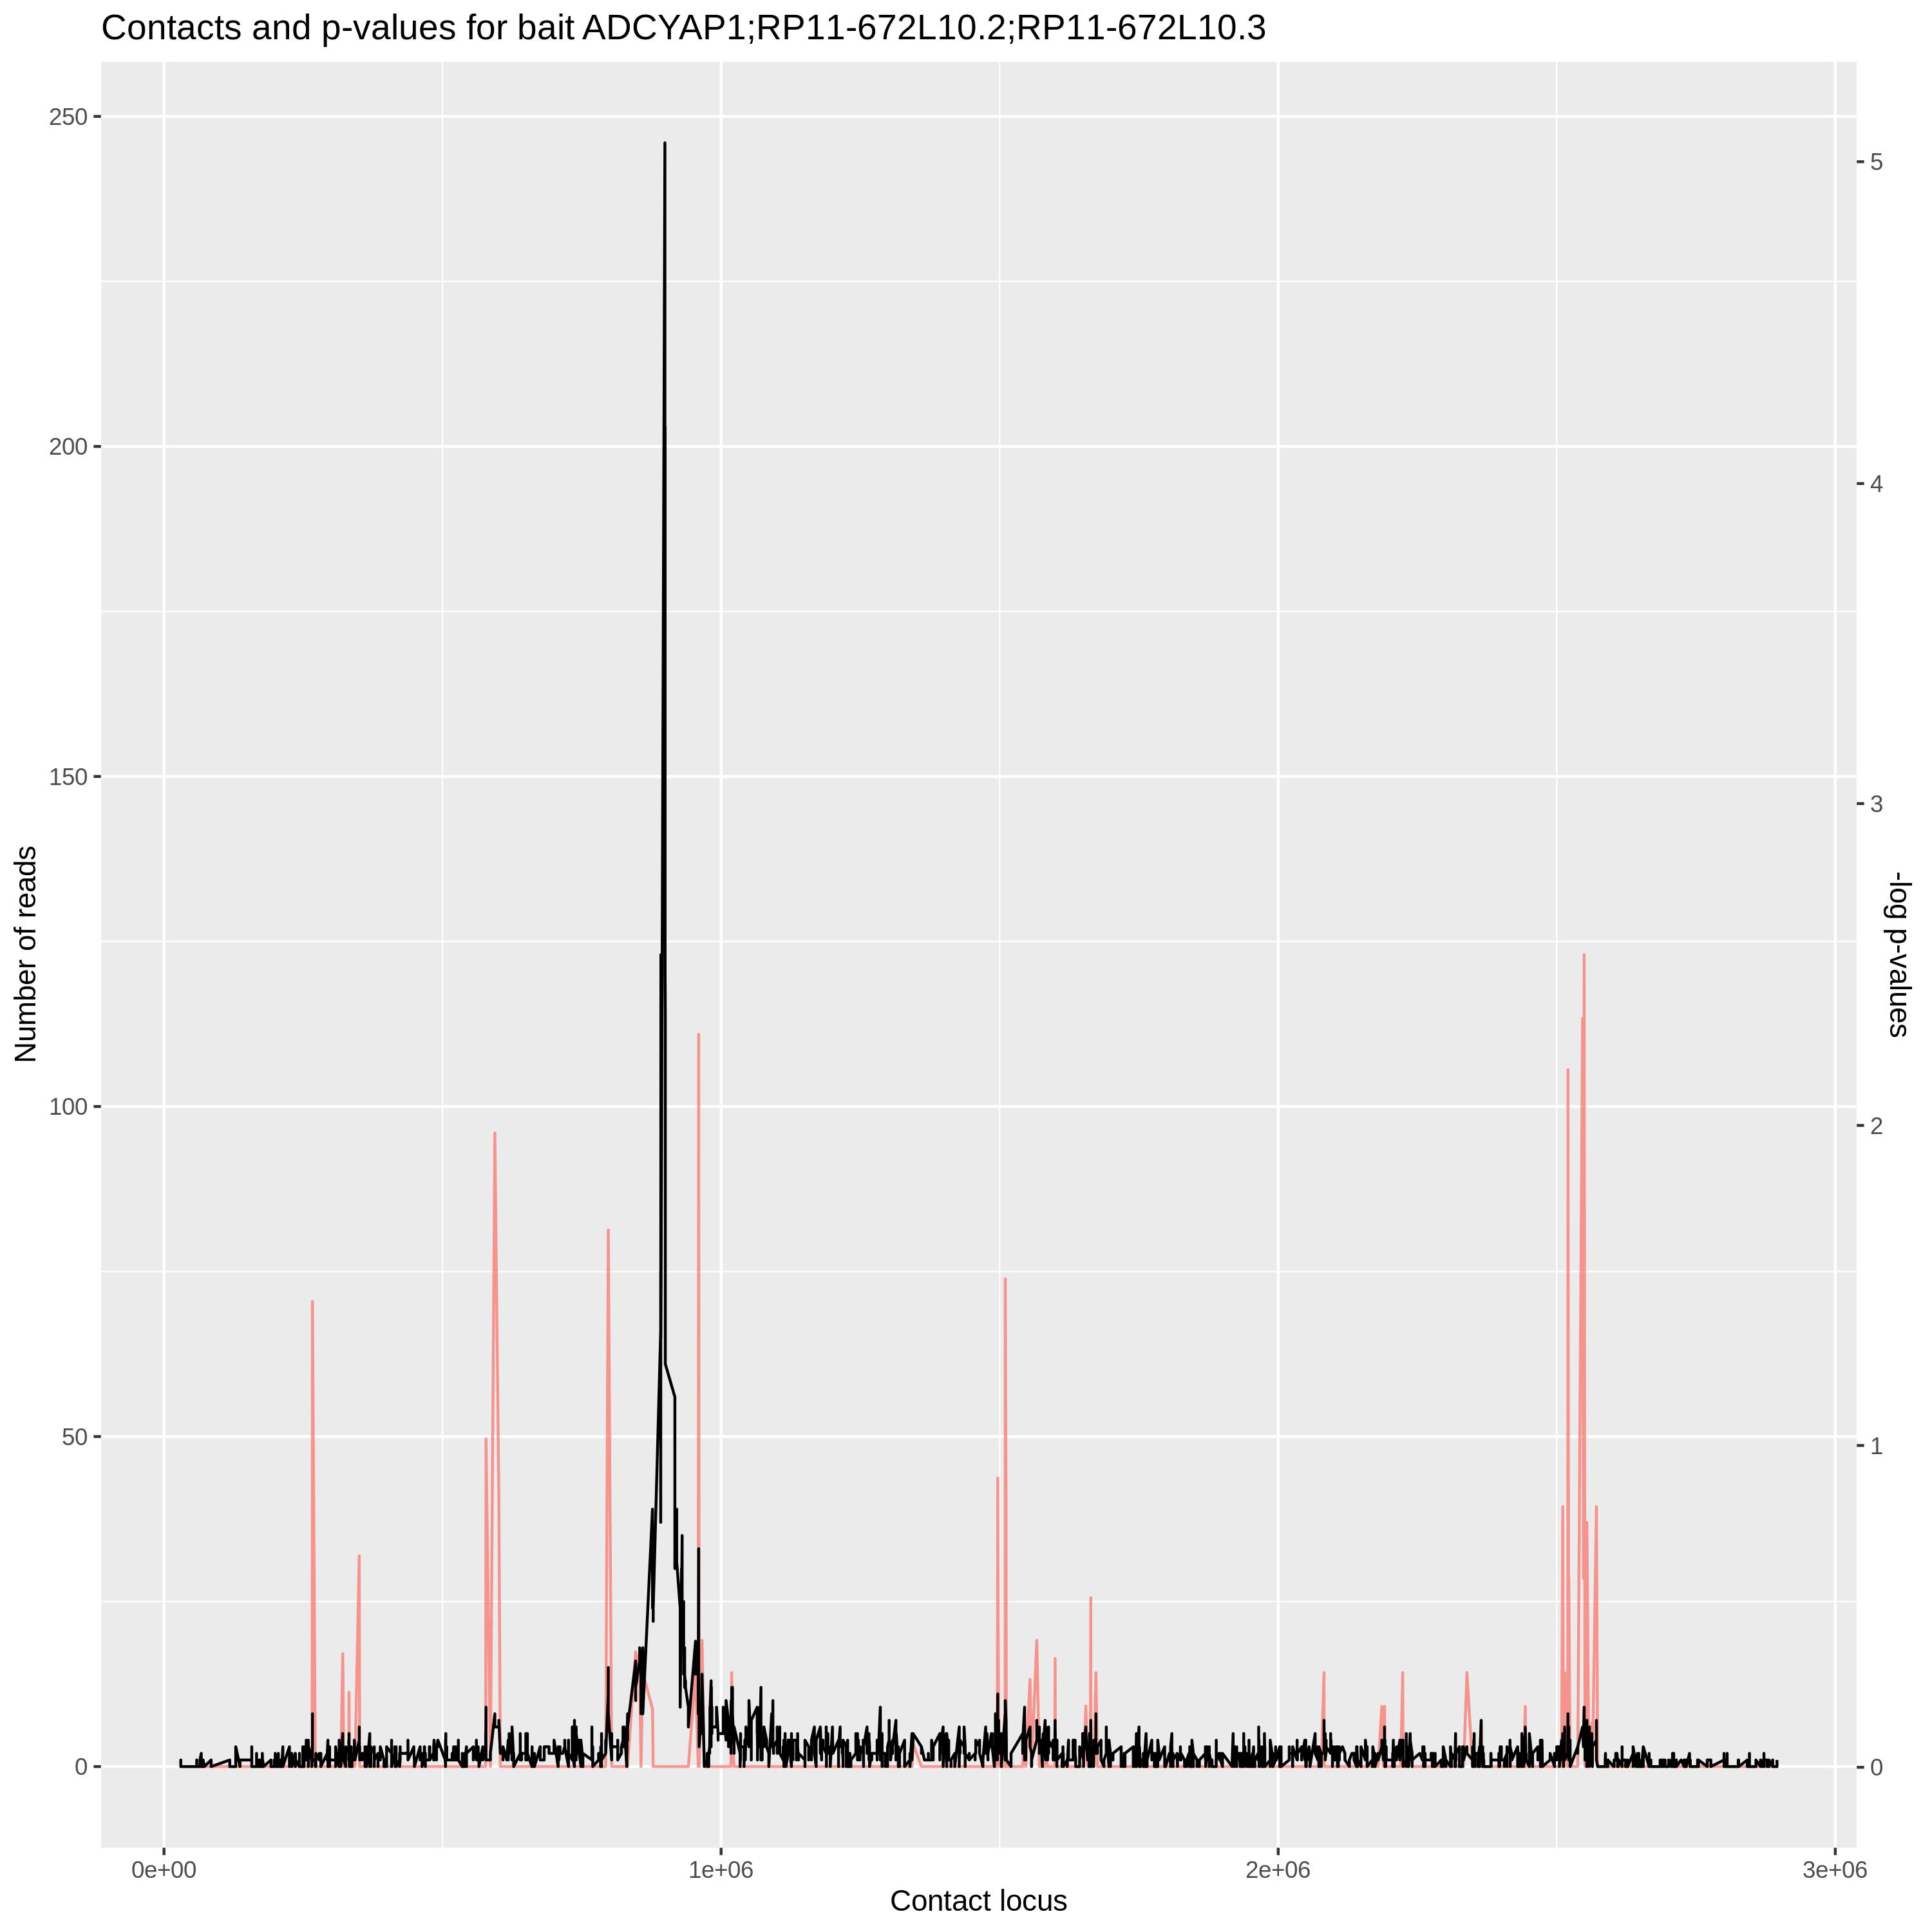 Contacts and p-values for bait ADCYAP1;RP11-672L10.2;RP11-672L10.3
250
200
150
100
50
0
Number of reads
5
4
3
2
1
0
-log p-values
0e+00
1e+06
2e+06
3e+06
Contact locus